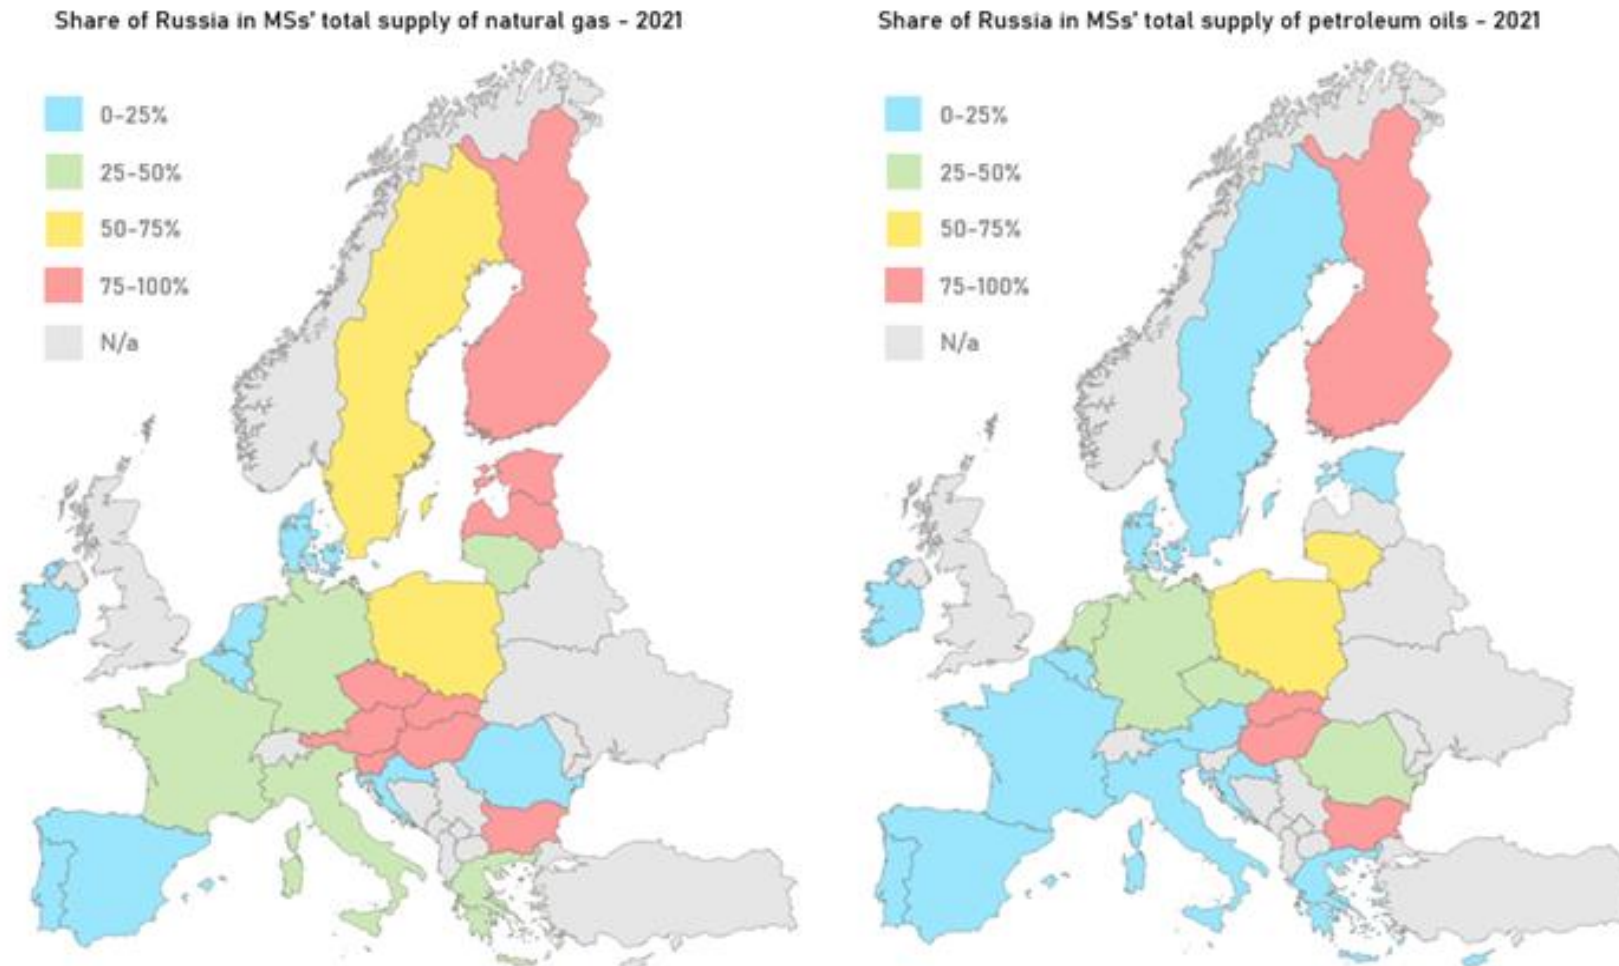 Share of Russia in MSs' total supply of natural gas - 2021
0-25%
25-50%
50-75%
75-100%
N/a
Share of Russia in MSs' total supply of petroleum oils - 2021
0-25%
25-50%
50-75%
75-100%
N/a